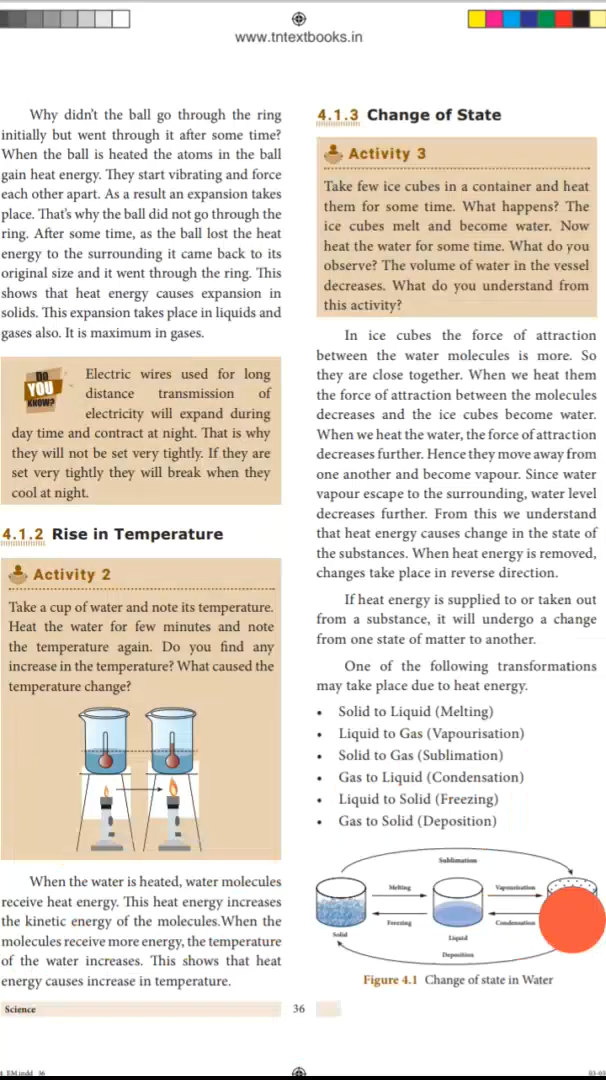 www.tntextbooks.in
Why didn't the ball go through the ring
initially but went through it after some time?
When the ball is heated the atoms in the ball
gain heat energy. They start vibrating and force
each other apart. As a result an expansion takes
place. That's why the ball did not go through the
ring. After some time, as the ball lost the heat
energy to the surrounding it came back to its
original size and it went through the ring. This
shows that heat energy causes expansion in
solids. This expansion takes place in liquids and
gases also. It is maximum in gases.
DO
YOU
KNOW?
Electric wires used for long
distance transmission of
electricity will expand during
day time and contract at night. That is why
they will not be set very tightly. If they are
set very tightly they will break when they
cool at night.
4.1.2 Rise in Temperature
Activity 2
Take a cup of water and note its temperature.
Heat the water for few minutes and note
the temperature again. Do you find any
increase in the temperature? What caused the
temperature change?
When the water is heated, water molecules
receive heat energy. This heat energy increases
the kinetic energy of the molecules.When the
molecules receive more energy, the temperature
of the water increases. This shows that heat
energy causes increase in temperature.
4.1.3 Change of State
Activity 3
Take few ice cubes in a container and heat
them for some time. What happens? The
ice cubes melt and become water. Now
heat the water for some time. What do you
observe? The volume of water in the vessel
decreases. What do you understand from
this activity?
In ice cubes the force of attraction
between the water molecules is more. So
they are close together. When we heat them
the force of attraction between the molecules
decreases and the ice cubes become water.
When we heat the water, the force of attraction
decreases further. Hence they move away from
one another and become vapour. Since water
vapour escape to the surrounding, water level
decreases further. From this we understand
that heat energy causes change in the state of
the substances. When heat energy is removed,
changes take place in reverse direction.
If heat energy is supplied to or taken out
from a substance, it will undergo a change
from one state of matter to another.
One of the following transformations
may take place due to heat energy.
• Solid to Liquid (Melting)
• Liquid to Gas (Vapourisation)
• Solid to Gas (Sublimation)
• Gas to Liquid (Condensation)
• Liquid to Solid (Freezing)
• Gas to Solid (Deposition)
Sublimation
Melting
Vaporisation
Freezing
Condensation
Solid
Liquid
Deposition
Figure 4.1 Change of state in Water
Science
36